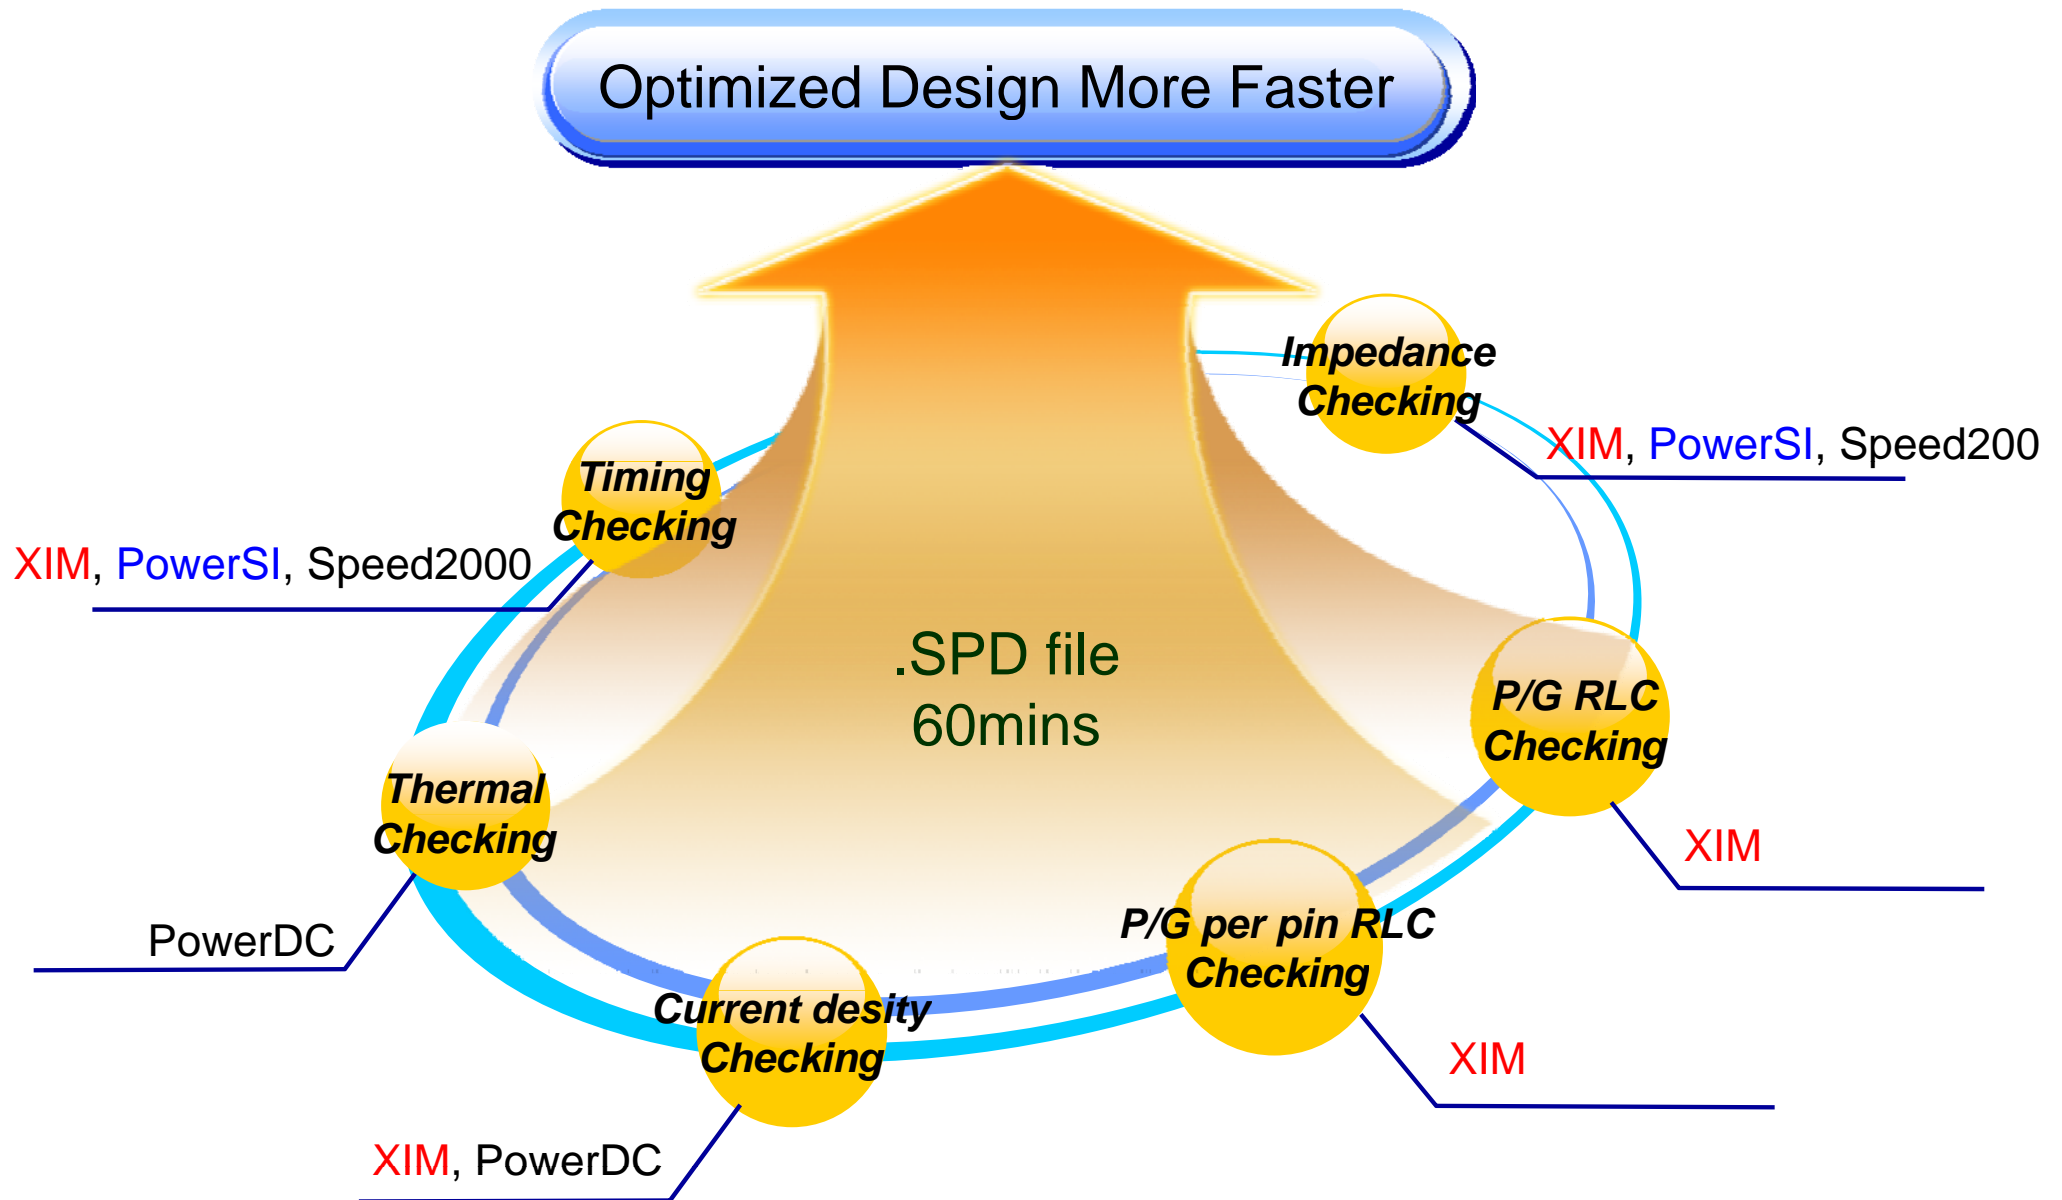 Optimized Design More Faster
Impedance
Checking
XIM, PowerSI, Speed200
Timing
Checking
XIM, PowerSI, Speed2000
.SPD file
60mins
P/G RLC
Checking
XIM
Thermal
Checking
PowerDC
P/G per pin RLC
Checking
XIM
Current desity
Checking
XIM, PowerDC